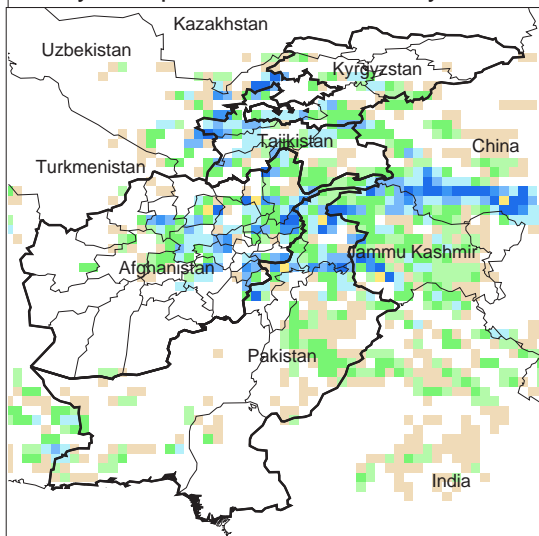 Kazakhstan
Uzbekistan
Kyrgyzstan
Tajikistan
China
Turkmenistan
Jammu Kashmir
Afghanistan
Pakistan
India